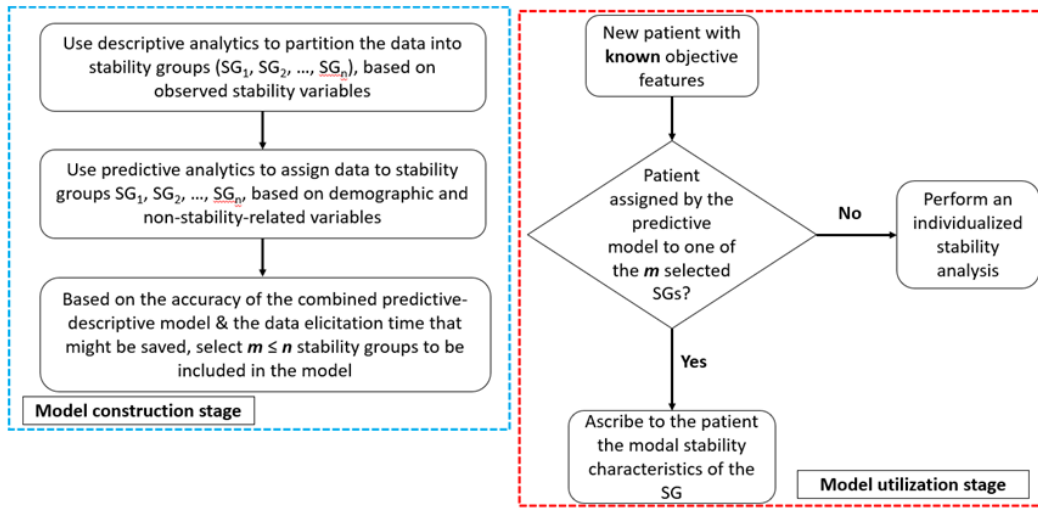 Use descriptive analytics to partition the data into
stability groups (SG₁, SG₂, ..., SGₙ), based on
observed stability variables
Use predictive analytics to assign data to stability
groups SG₁, SG₂, ..., SGₙ, based on demographic and
non-stability-related variables
Based on the accuracy of the combined predictive-
descriptive model & the data elicitation time that
might be saved, select m ≤ n stability groups to be
included in the model
Model construction stage
New patient with
known objective
features
Patient
assigned by the
predictive
model to one of
the m selected
SGs?
No
Perform an
individualized
stability
analysis
Yes
Ascribe to the patient
the modal stability
characteristics of the
SG
Model utilization stage